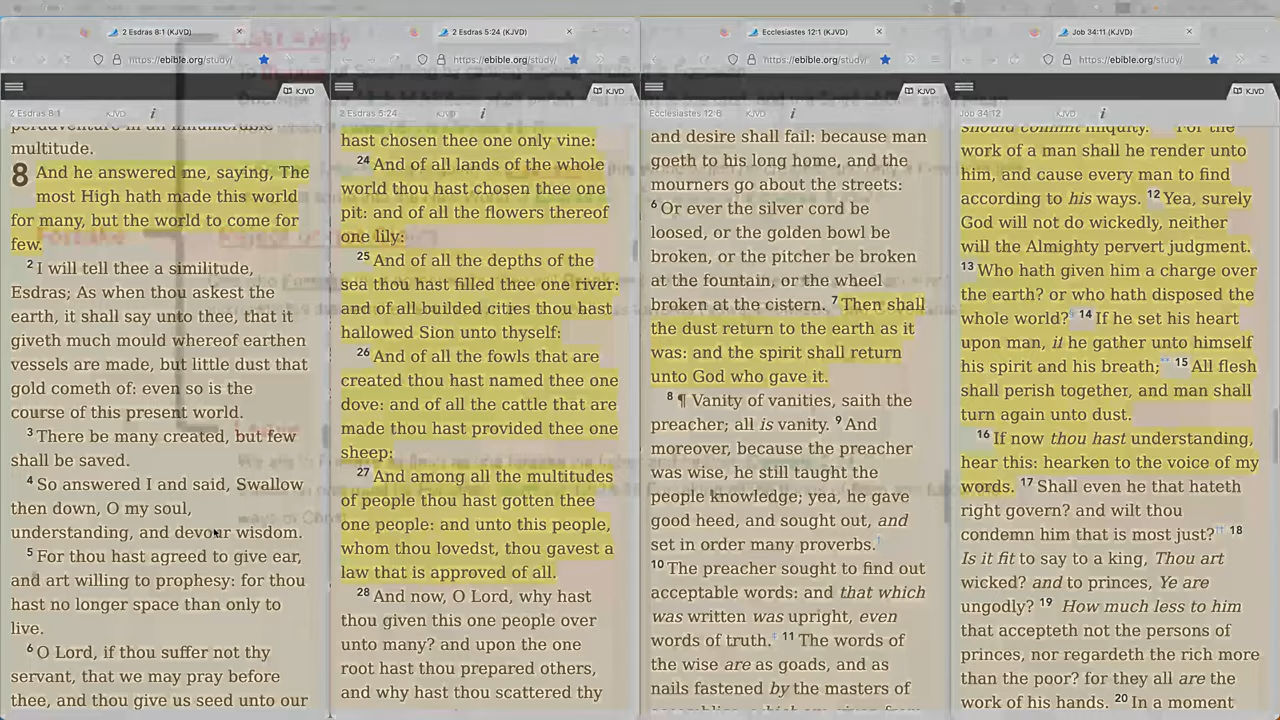 2 Esdras 8:1 (KJVD)
https://ebible.org/study/
KJVD
2 Esdras 8:1 KJVD i
peradventure in an innumerable
multitude.
8 And he answered me, saying, The
most High hath made this world
for many, but the world to come for
few.
2 I will tell thee a similitude,
Esdras; As when thou askest the
earth, it shall say unto thee, that it
giveth much mould whereof earthen
vessels are made, but little dust that
gold cometh of: even so is the
course of this present world.
3 There be many created, but few
shall be saved.
4 So answered I and said, Swallow
then down, O my soul,
understanding, and devour wisdom.
5 For thou hast agreed to give ear,
and art willing to prophesy: for thou
hast no longer space than only to
live.
6 O Lord, if thou suffer not thy
servant, that we may pray before
thee, and thou give us seed unto our
2 Esdras 5:24 (KJVD)
https://ebible.org/study/
KJVD
2 Esdras 5:24 KJVD i
hast chosen thee one only vine:
24 And of all lands of the whole
world thou hast chosen thee one
pit: and of all the flowers thereof
one lily:
25 And of all the depths of the
sea thou hast filled thee one river:
and of all builded cities thou hast
hallowed Sion unto thyself:
26 And of all the fowls that are
created thou hast named thee one
dove: and of all the cattle that are
made thou hast provided thee one
sheep:
27 And among all the multitudes
of people thou hast gotten thee
one people: and unto this people,
whom thou lovedst, thou gavest a
law that is approved of all.
28 And now, O Lord, why hast
thou given this one people over
unto many? and upon the one
root hast thou prepared others,
and why hast thou scattered thy
Ecclesiastes 12:1 (KJVD)
https://ebible.org/study/
KJVD
Ecclesiastes 12:6 KJVD i
and desire shall fail: because man
goeth to his long home, and the
mourners go about the streets:
6 Or ever the silver cord be
loosed, or the golden bowl be
broken, or the pitcher be broken
at the fountain, or the wheel
broken at the cistern. 7 Then shall
the dust return to the earth as it
was: and the spirit shall return
unto God who gave it.
8 ¶ Vanity of vanities, saith the
preacher; all is vanity. 9 And
moreover, because the preacher
was wise, he still taught the
people knowledge; yea, he gave
good heed, and sought out, and
set in order many proverbs.
10 The preacher sought to find out
acceptable words: and that which
was written was upright, even
words of truth. 11 The words of
the wise are as goads, and as
nails fastened by the masters of
Job 34:11 (KJVD)
https://ebible.org/study/
KJVD
Job 34:12 KJVD i
should commit iniquity. For the
work of a man shall he render unto
him, and cause every man to find
according to his ways. 12 Yea, surely
God will not do wickedly, neither
will the Almighty pervert judgment.
13 Who hath given him a charge over
the earth? or who hath disposed the
whole world? 14 If he set his heart
upon man, if he gather unto himself
his spirit and his breath; 15 All flesh
shall perish together, and man shall
turn again unto dust.
16 If now thou hast understanding,
hear this: hearken to the voice of my
words. 17 Shall even he that hateth
right govern? and wilt thou
condemn him that is most just? 18
Is it fit to say to a king, Thou art
wicked? and to princes, Ye are
ungodly? 19 How much less to him
that accepteth not the persons of
princes, nor regardeth the rich more
than the poor? for they all are the
work of his hands. 20 In a moment